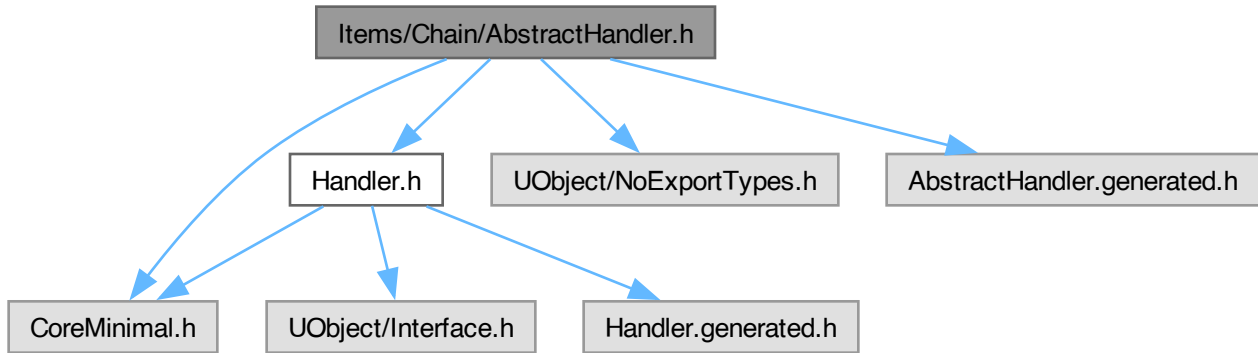 Items/Chain/AbstractHandler.h
Handler.h
UObject/NoExportTypes.h
AbstractHandler.generated.h
CoreMinimal.h
UObject/Interface.h
Handler.generated.h